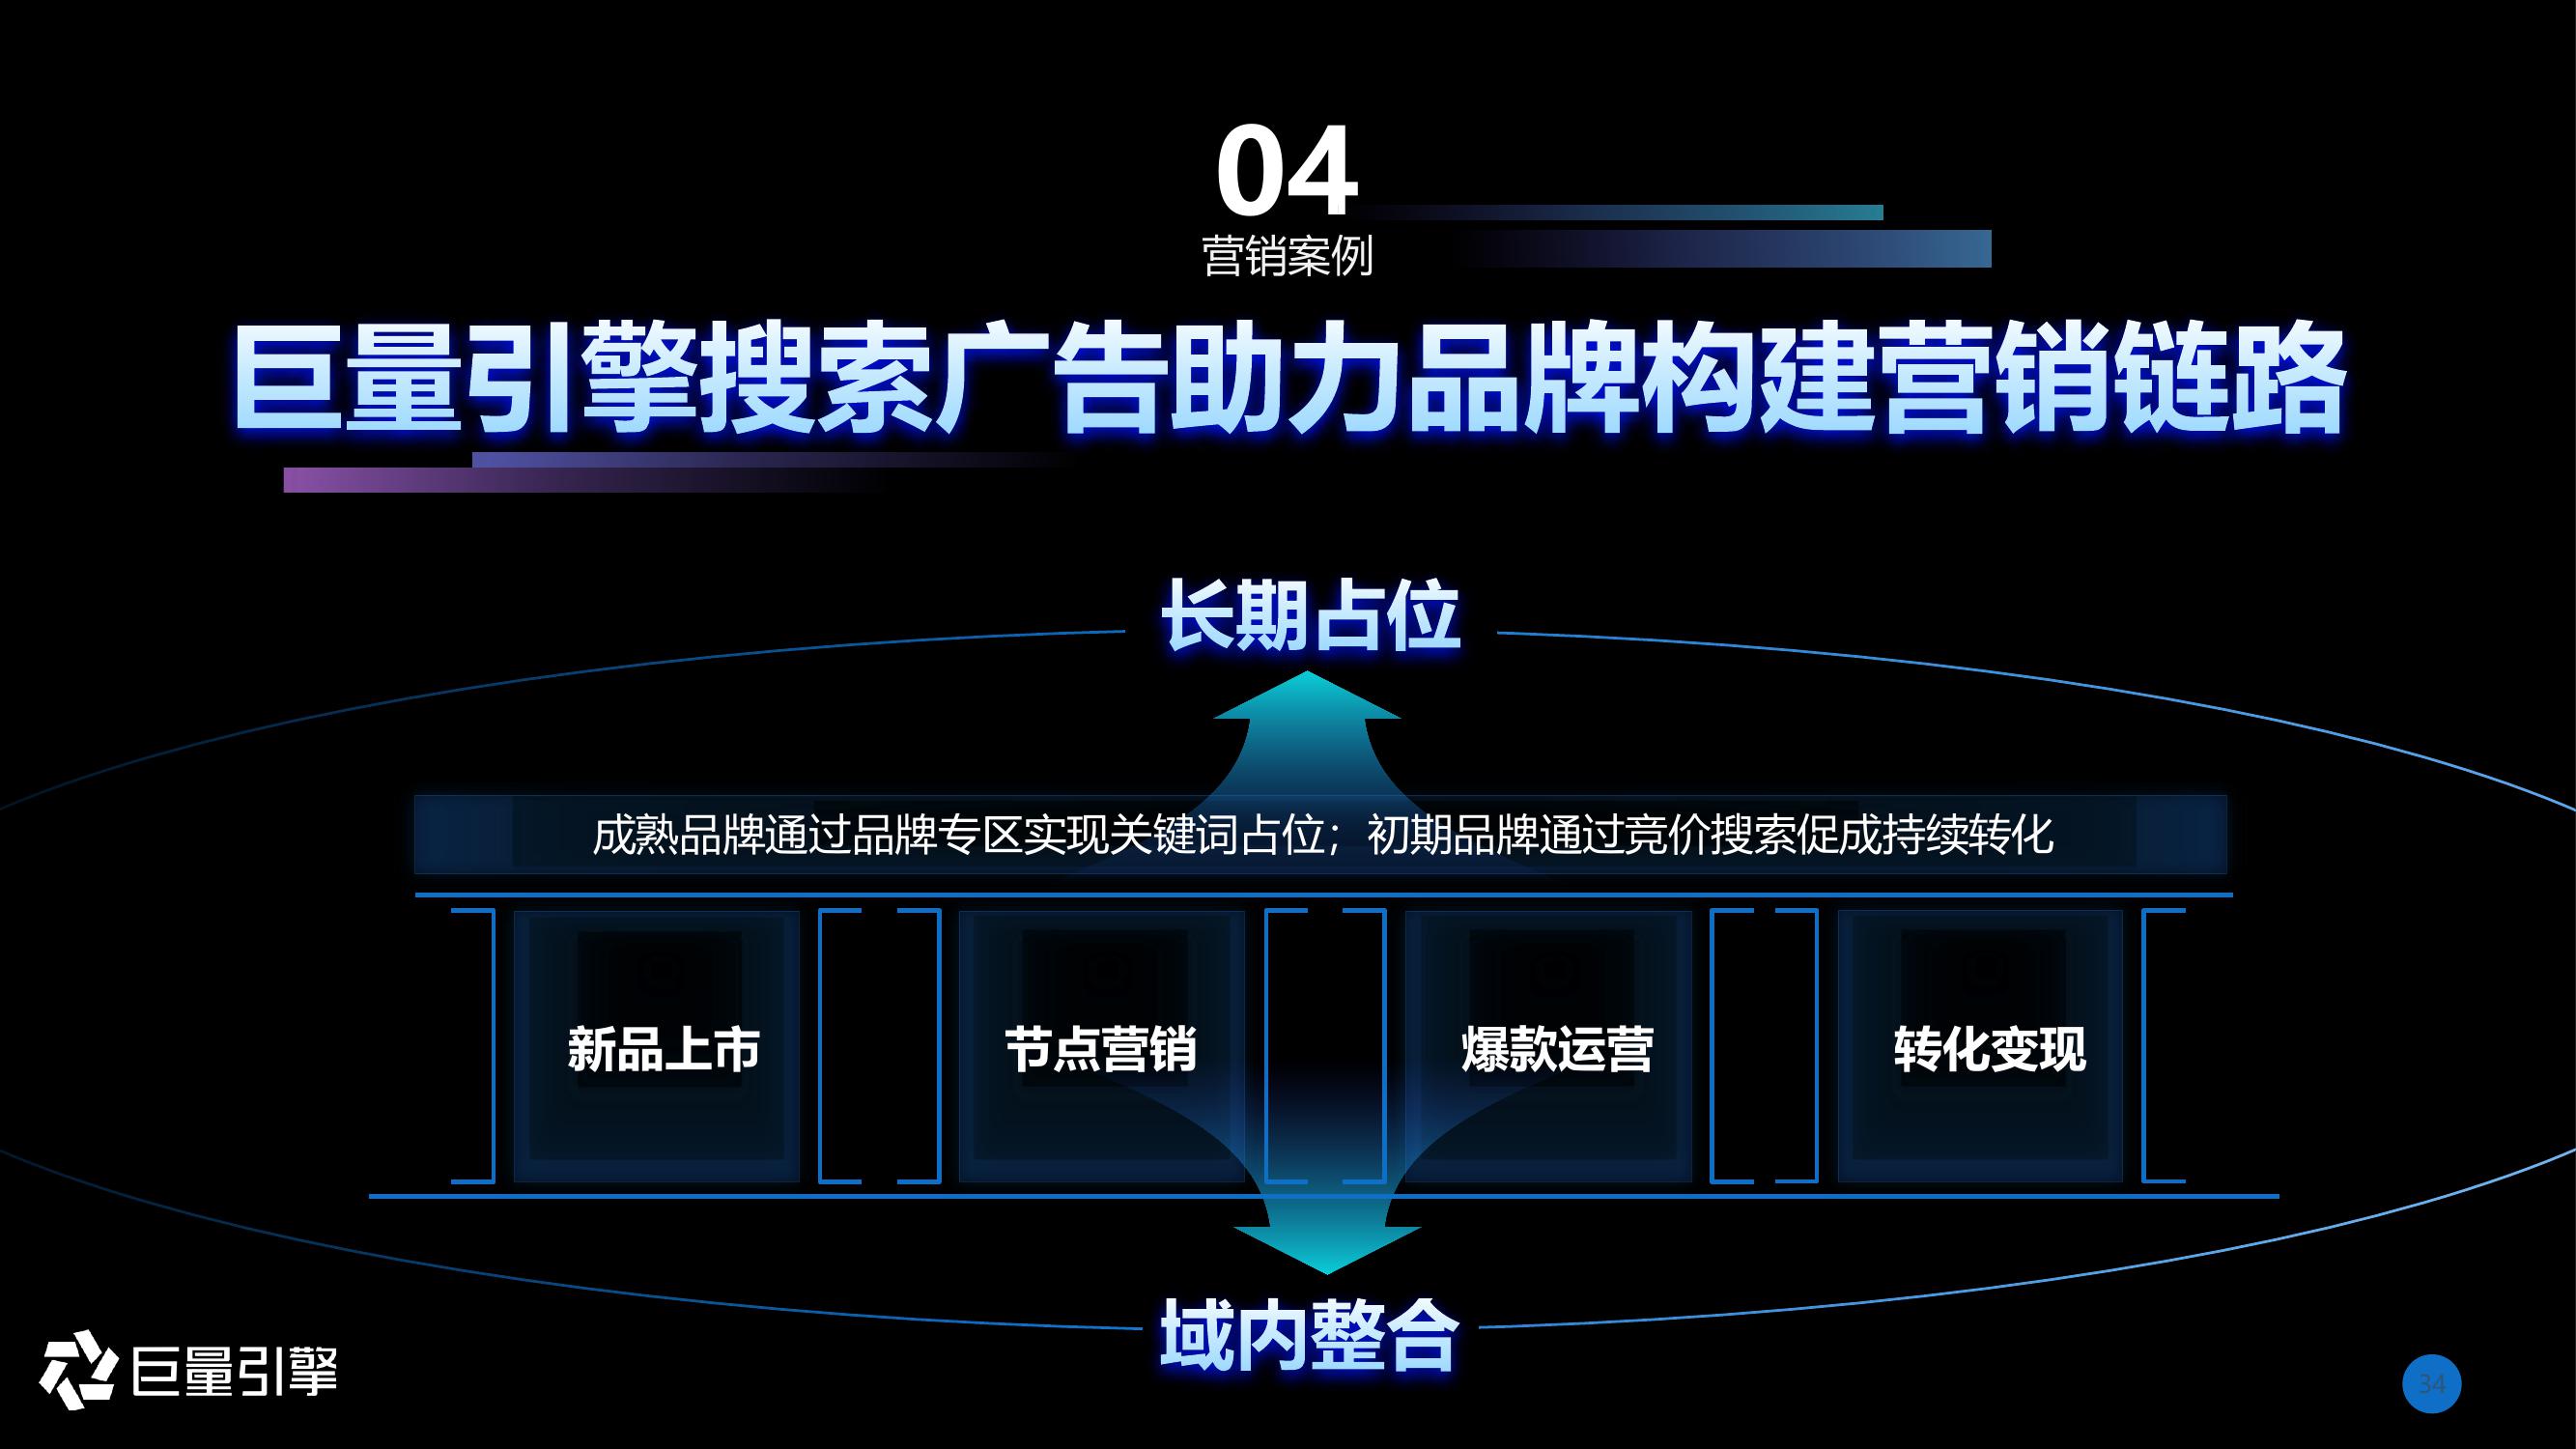 04
营销案例
巨量引擎搜索广告助力品牌构建营销链路
长期占位
成熟品牌通过品牌专区实现关键词占位；初期品牌通过竞价搜索促成持续转化
新品上市
节点营销
爆款运营
转化变现
域内整合
巨量引擎
34